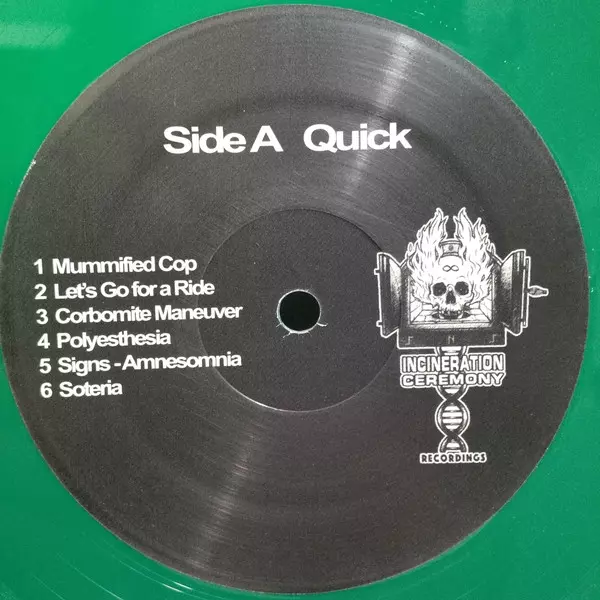 Side A Quick
1 Mummified Cop
2 Let's Go for a Ride
3 Corbomite Maneuver
4 Polyesthesia
5 Signs - Amnesomnia
6 Soteria
INCINERATION
CEREMONY
RECORDINGS